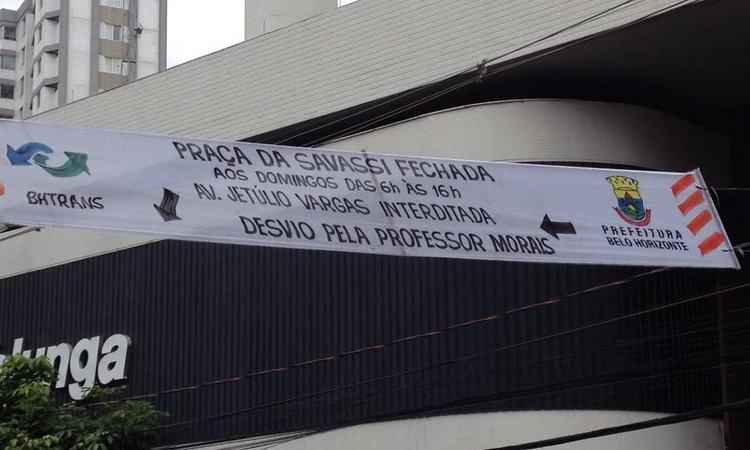 PRAÇA DA SAVASSI FECHADA
AOS DOMINGOS DAS 6h ÀS 16h
AV. JETÚLIO VARGAS INTERDITADA
DESVIO PELA PROFESSOR MORAIS
BHTRANS
PREFEITURA
BELO HORIZONTE